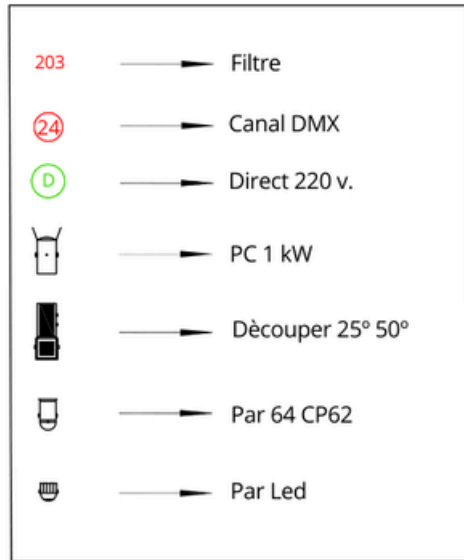 203 Filtre
24 Canal DMX
D Direct 220 v.
PC 1 kW
Dècouper 25º 50º
Par 64 CP62
Par Led